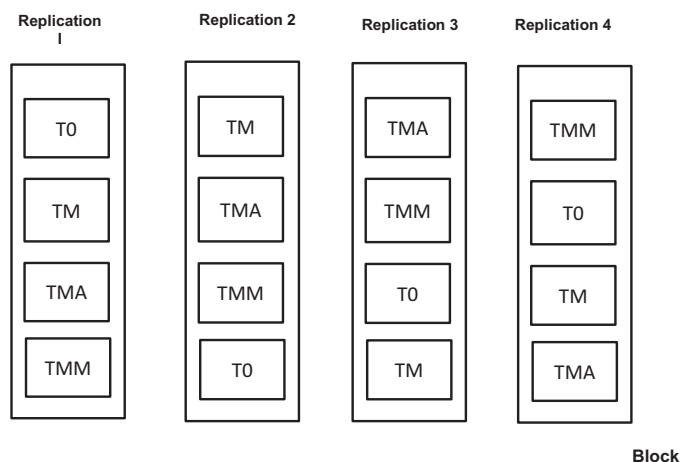 Replication
I
Replication 2
Replication 3
Replication 4
T0
TM
TMA
TMM
TM
TMA
TMM
T0
TMA
TMM
T0
TM
TMM
T0
TM
TMA
Block